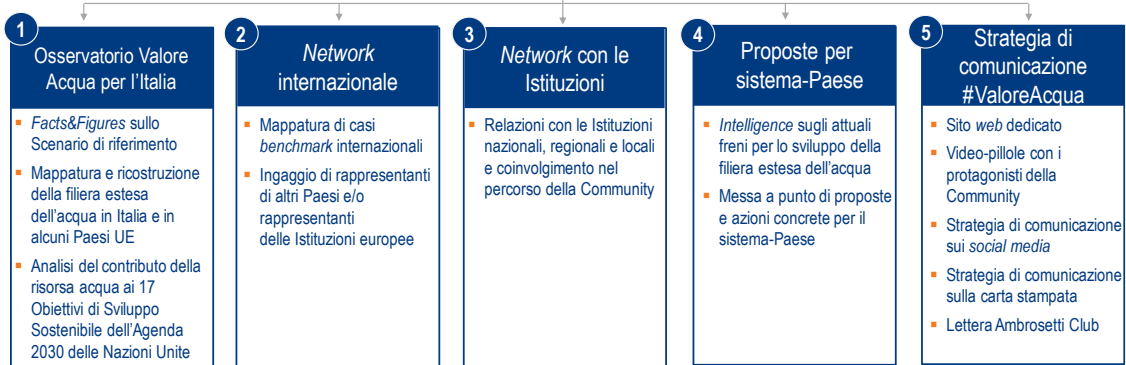 1
Osservatorio Valore
Acqua per l'Italia
Facts&Figures sullo
Scenario di riferimento
Mappatura e ricostruzione
della filiera estesa
dell'acqua in Italia e in
alcuni Paesi UE
Analisi del contributo della
risorsa acqua ai 17
Obiettivi di Sviluppo
Sostenibile dell'Agenda
2030 delle Nazioni Unite
2
Network
internazionale
Mappatura di casi
benchmark internazionali
Ingaggio di rappresentanti
di altri Paesi e/o
rappresentanti
delle Istituzioni europee
3
Network con le
Istituzioni
Relazioni con le Istituzioni
nazionali, regionali e locali
e coinvolgimento nel
percorso della Community
4
Proposte per
sistema-Paese
Intelligence sugli attuali
freni per lo sviluppo della
filiera estesa dell'acqua
Messa a punto di proposte
e azioni concrete per il
sistema-Paese
5
Strategia di
comunicazione
#ValoreAcqua
Sito web dedicato
Video-pillole con i
protagonisti della
Community
Strategia di comunicazione
sui social media
Strategia di comunicazione
sulla carta stampata
Lettera Ambrosetti Club